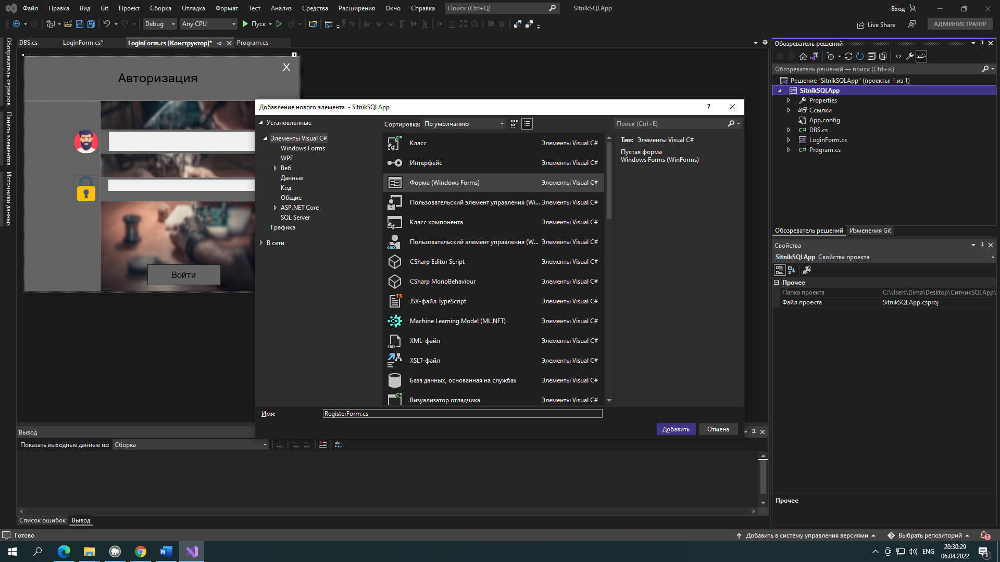 Файл Правка Вид Git Проект Сборка Отладка Формат Тест Анализ Средства Расширения Окно Справка Поиск (Ctrl+Q) SitnikSQLApp Вход
Debug Any CPU Пуск Live Share АДМИНИСТРАТОР
DBS.cs LoginForm.cs* LoginForm.cs [Конструктор]* Program.cs
Обозреватель серверов
Панель элементов
Источники данных
X
Авторизация
Войти
Добавление нового элемента - SitnikSQLApp ?
Установленные
Элементы Visual C#
Windows Forms
WPF
Веб
Данные
Код
Общие
ASP.NET Core
SQL Server
Графика
В сети
Сортировка: По умолчанию
Поиск (Ctrl+E)
Класс Элементы Visual C#
Интерфейс Элементы Visual C#
Форма (Windows Forms) Элементы Visual C#
Пользовательский элемент управления (Wi... Элементы Visual C#
Класс компонента Элементы Visual C#
Пользовательский элемент управления (W... Элементы Visual C#
CSharp Editor Script Элементы Visual C#
CSharp MonoBehaviour Элементы Visual C#
TS
JSX-файл TypeScript Элементы Visual C#
Machine Learning Model (ML.NET) Элементы Visual C#
XML-файл Элементы Visual C#
XSLT-файл Элементы Visual C#
База данных, основанная на службах Элементы Visual C#
Визуализатор отладчика Элементы Visual C#
Тип: Элементы Visual C#
Пустая форма
Windows Forms (WinForms)
Имя: RegisterForm.cs
Добавить Отмена
Обозреватель решений
Обозреватель решений — поиск (Ctrl+ж)
Решение "SitnikSQLApp" (проекты: 1 из 1)
C# SitnikSQLApp
Properties
Ссылки
App.config
C# DBS.cs
LoginForm.cs
C# Program.cs
Обозреватель решений Изменения Git
Свойства
SitnikSQLApp Свойства проекта
Прочее
Папка проекта C:\Users\Dima\Desktop\СитникSQLApp\
Файл проекта SitnikSQLApp.csproj
Прочее
Вывод
Показать выходные данные из: Сборка
Список ошибок Вывод
Готово Добавить в систему управления версиями Выбрать репозиторий 1
ENG 20:30:29
06.04.2022 1